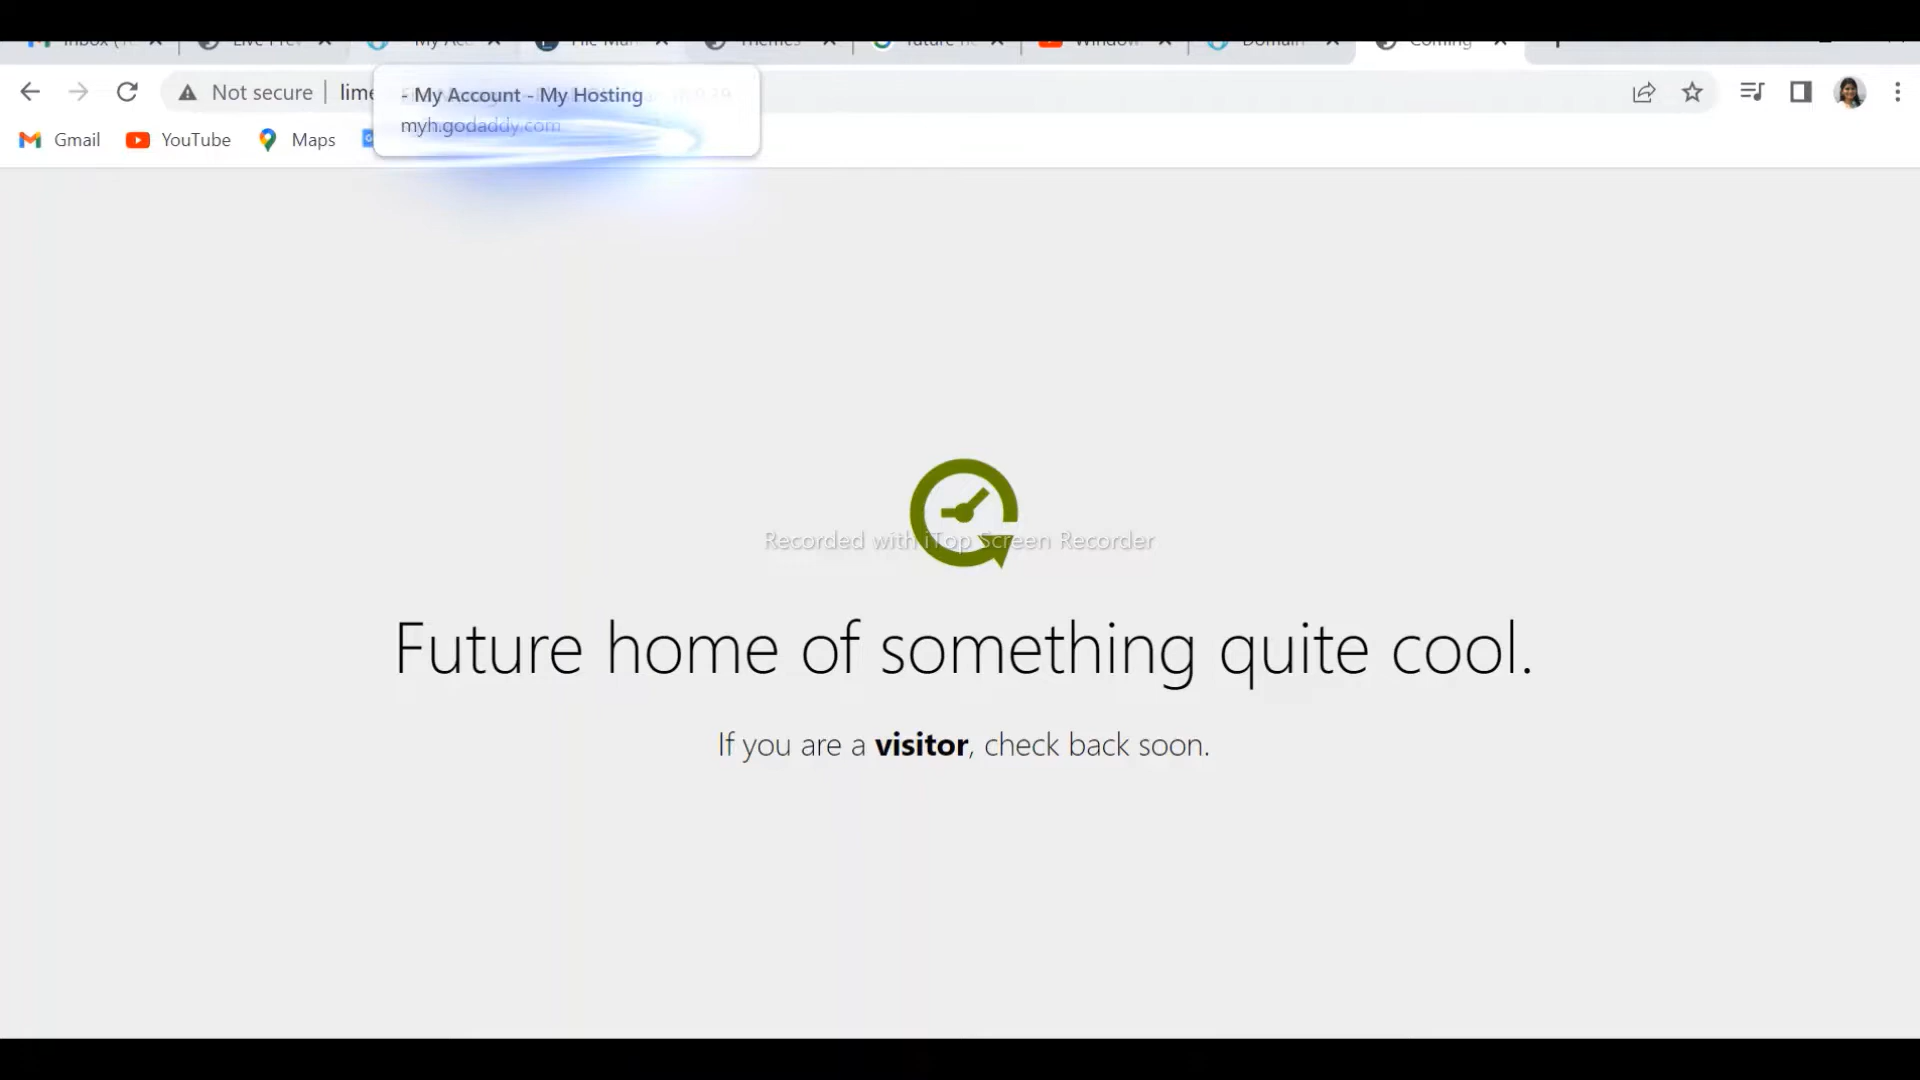 Not secure | lime
- My Account - My Hosting
myh.godaddy.com
Gmail YouTube Maps
Recorded with iTop Screen Recorder
Future home of something quite cool.
If you are a visitor, check back soon.